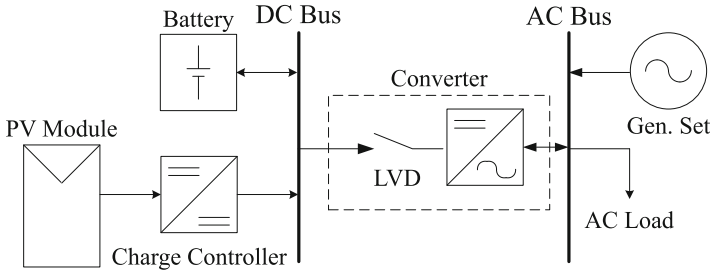 Battery
DC Bus
AC Bus
Converter
PV Module
Gen. Set
LVD
AC Load
Charge Controller